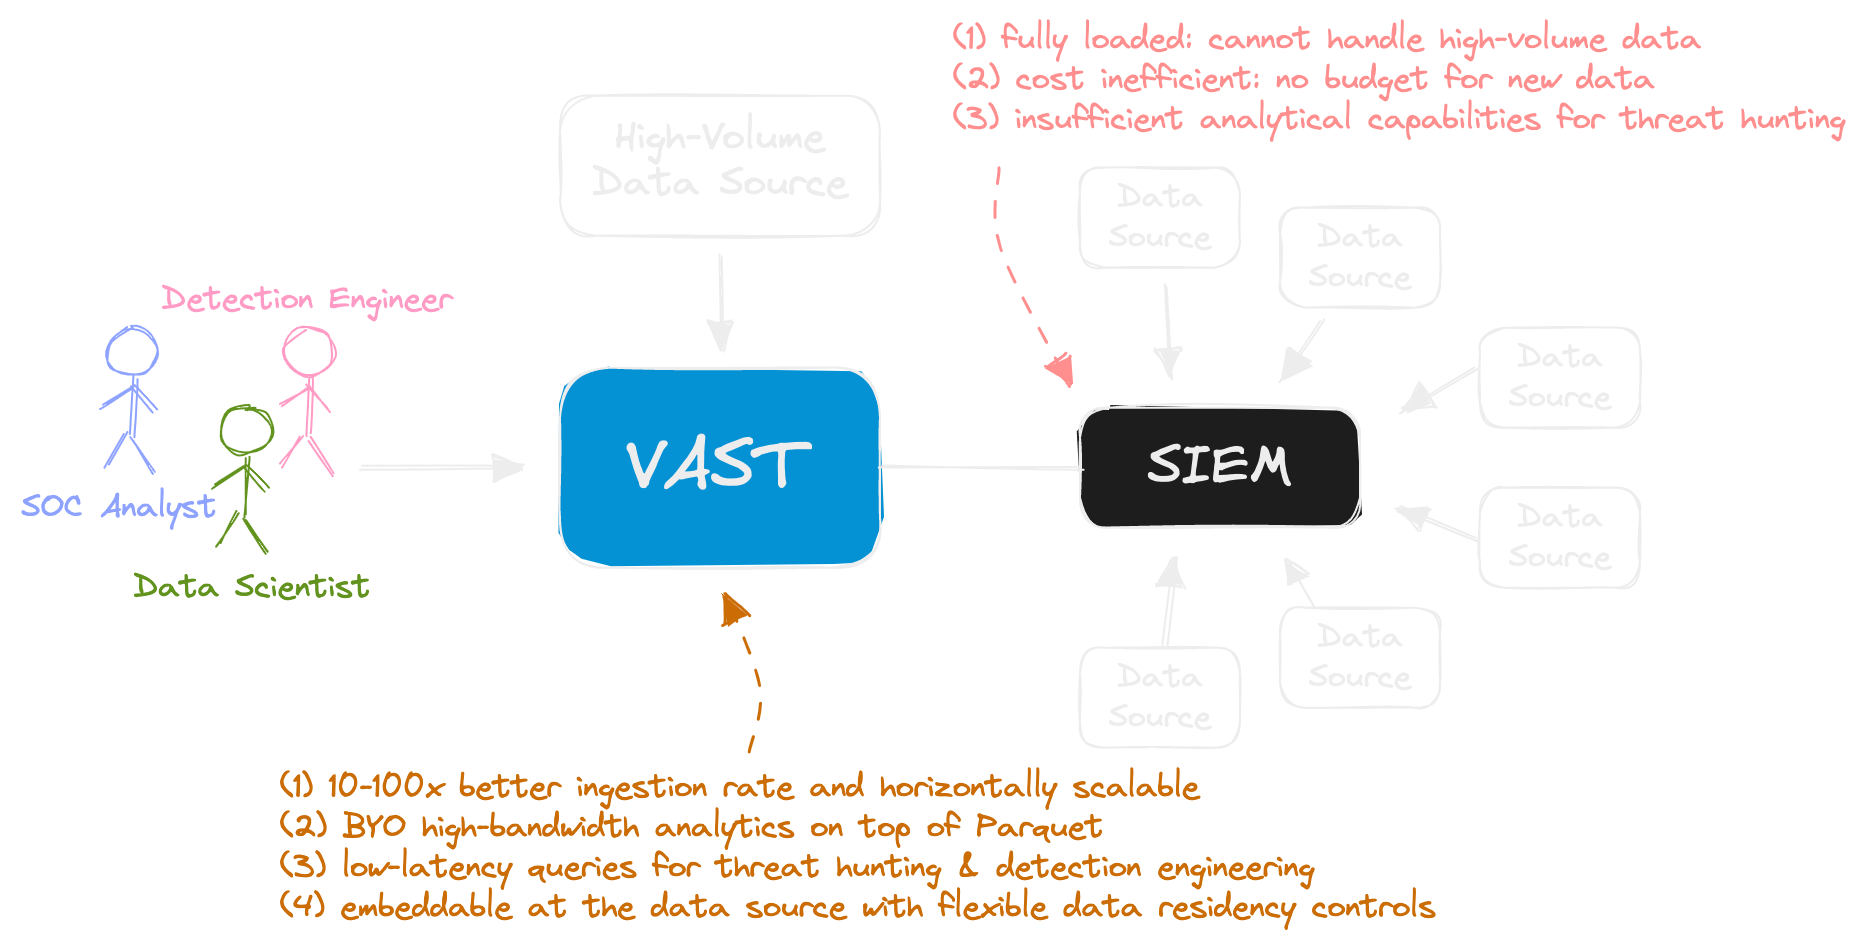 (1) fully loaded: cannot handle high-volume data
(2) cost inefficient: no budget for new data
(3) insufficient analytical capabilities for threat hunting
High-Volume
Data Source
Data
Source
Data
Source
Detection Engineer
Data
Source
VAST
SIEM
SOC Analyst
Data
Source
Data Scientist
Data
Source
Data
Source
(1) 10-100x better ingestion rate and horizontally scalable
(2) BYO high-bandwidth analytics on top of Parquet
(3) low-latency queries for threat hunting & detection engineering
(4) embeddable at the data source with flexible data residency controls